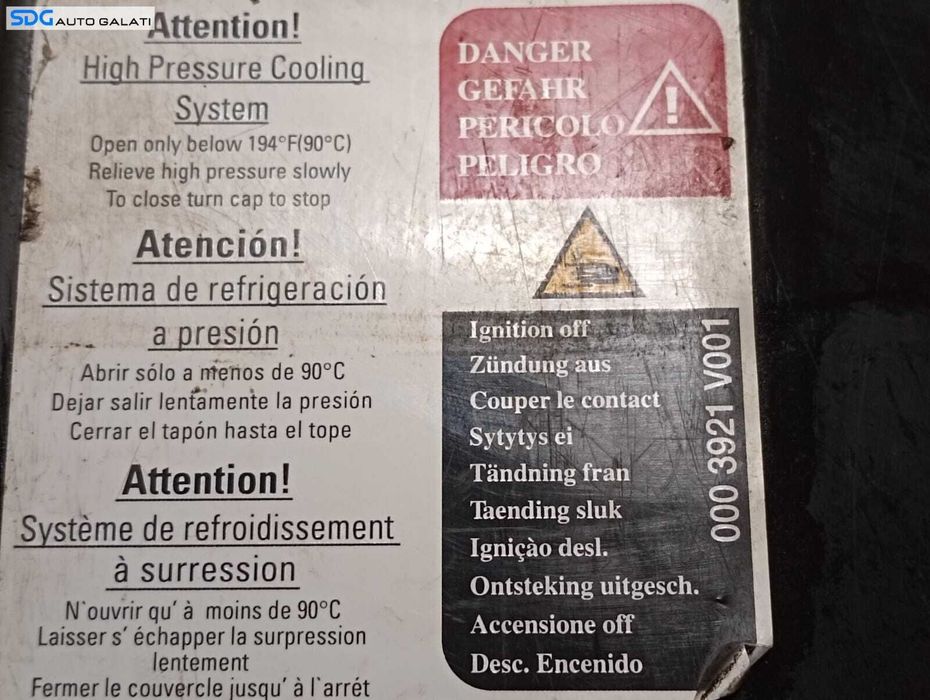 SDG AUTO GALATI
Attention!
High Pressure Cooling
System
Open only below 194°F(90°C)
Relieve high pressure slowly
To close turn cap to stop
Atención!
Sistema de refrigeración
a presión
Abrir sólo a menos de 90°C
Dejar salir lentamente la presión
Cerrar el tapón hasta el tope
Attention!
Système de refroidissement
à surression
N`ouvrir qu' à moins de 90°C
Laisser s' échapper la surpression
lentement
Fermer le couvercle jusqu' à l`arrét
DANGER
GEFAHR
PERICOLO
PELIGRO
Ignition off
Zündung aus
Couper le contact
Sytytys ei
Tändning fran
Taending sluk
Igniçào desl.
Ontsteking uitgesch.
Accensione off
Desc. Encenido
000 3921 V001